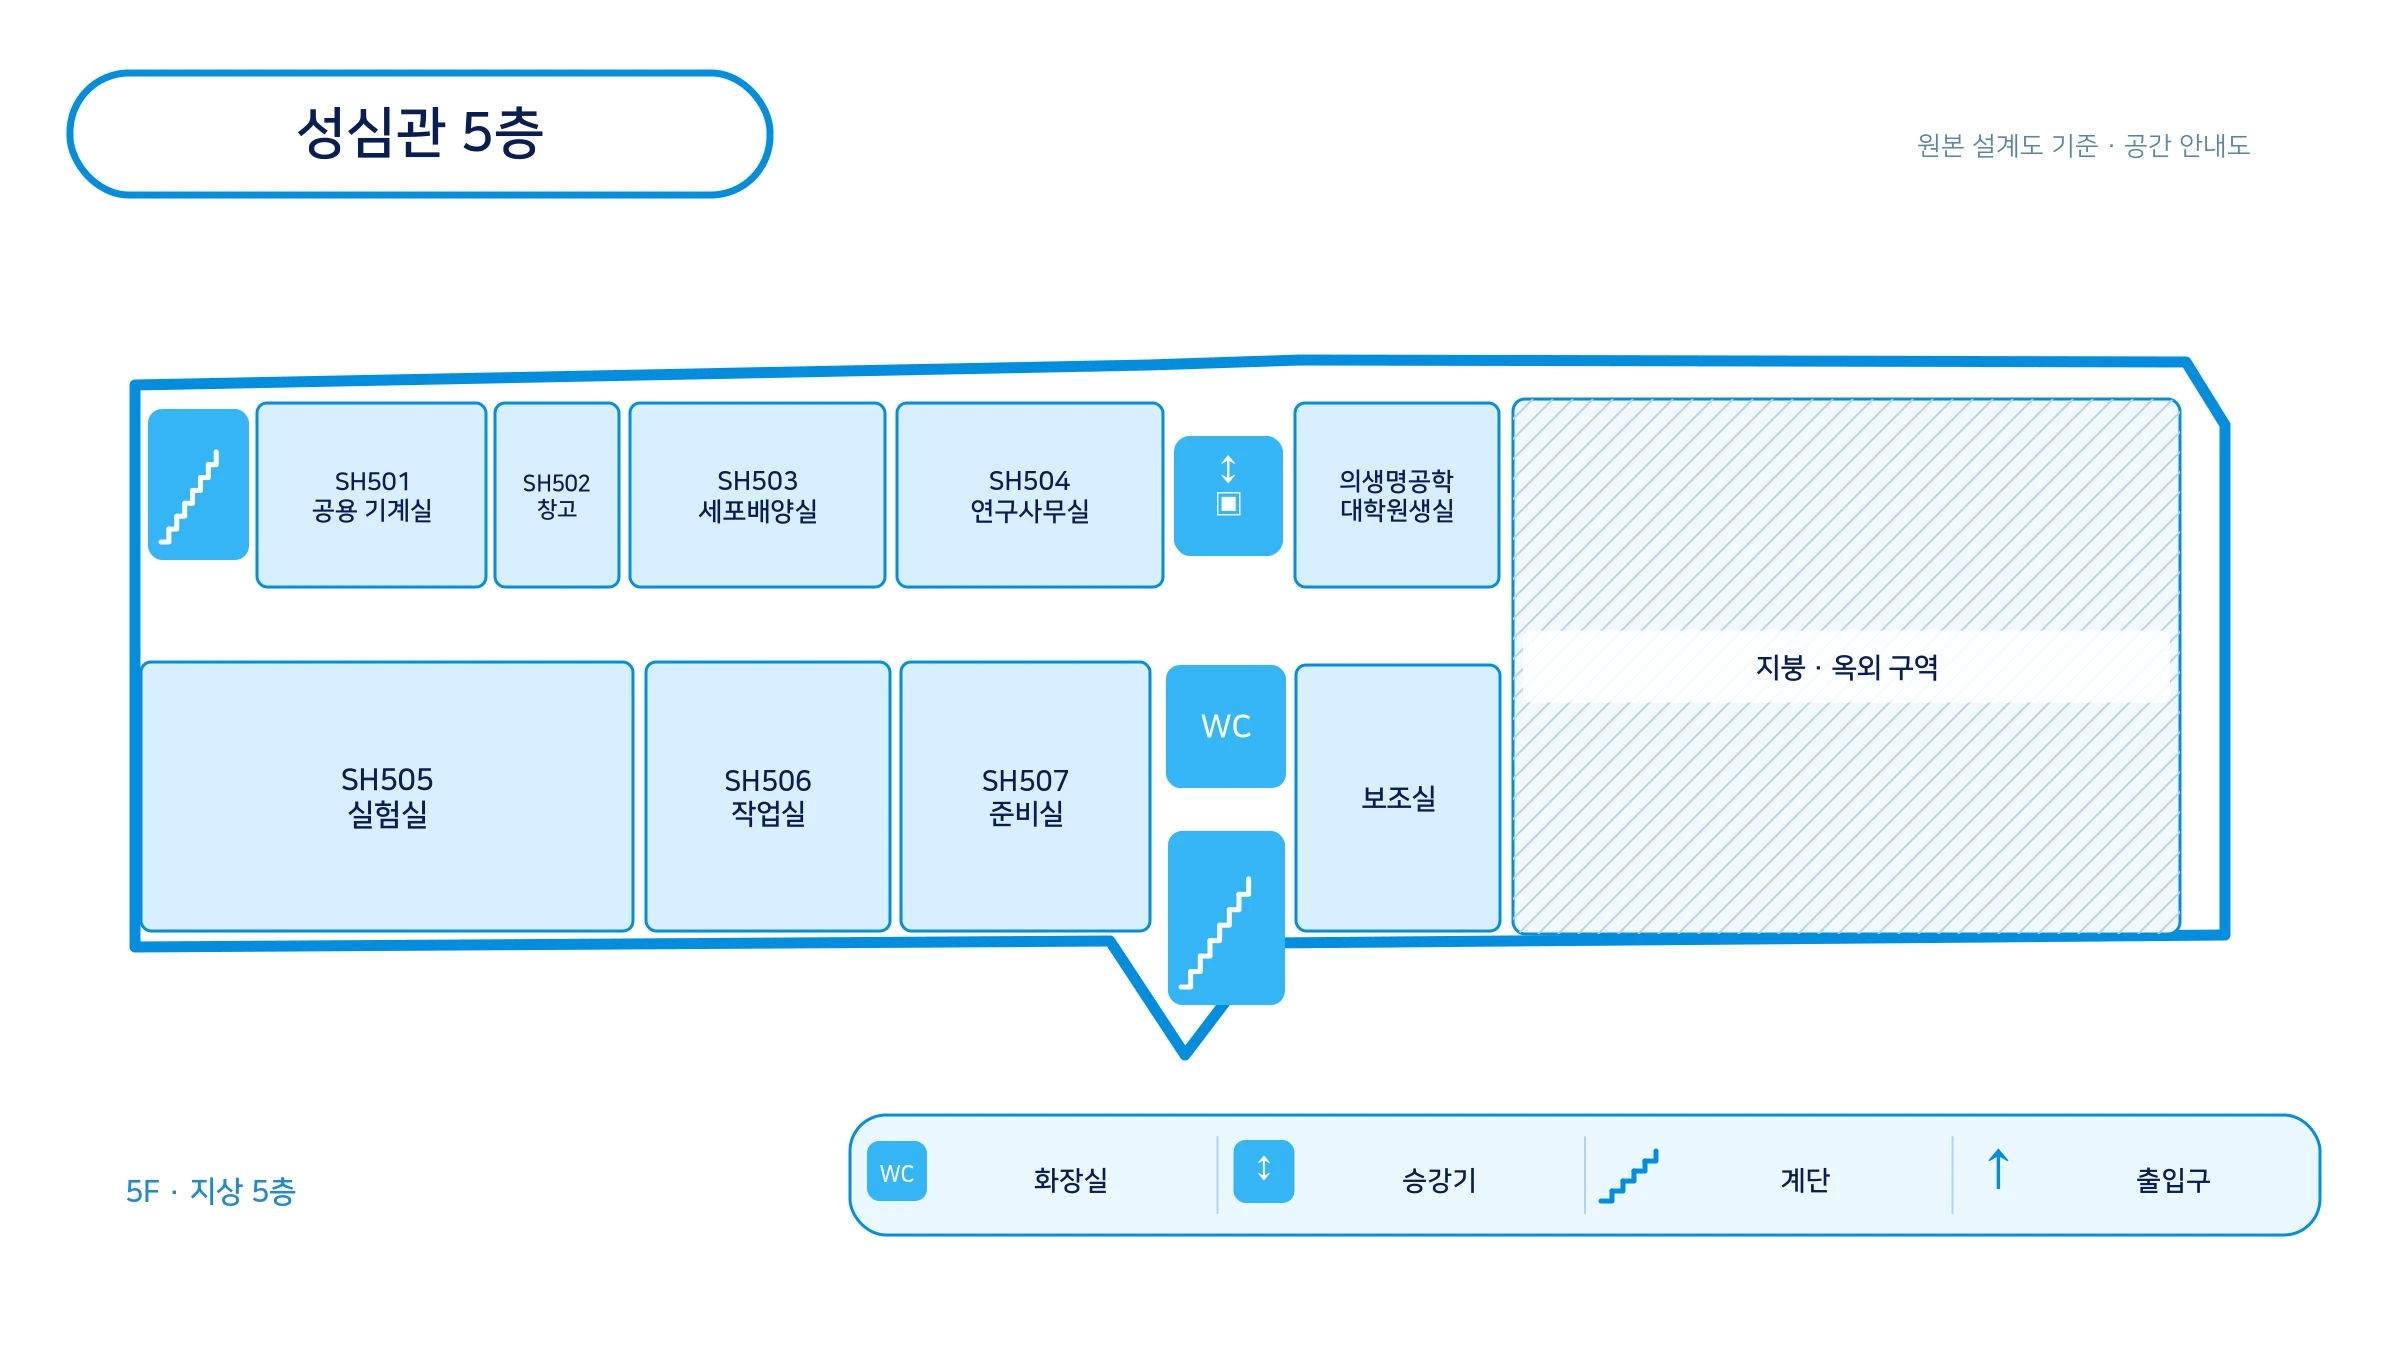 성심관 5층
원본 설계도 기준 · 공간 안내도
SH501
공용 기계실
SH502
창고
SH503
세포배양실
SH504
연구사무실
의생명공학
대학원생실
지붕 · 옥외 구역
SH505
실험실
SH506
작업실
SH507
준비실
WC
보조실
5F · 지상 5층
WC
화장실
승강기
계단
출입구